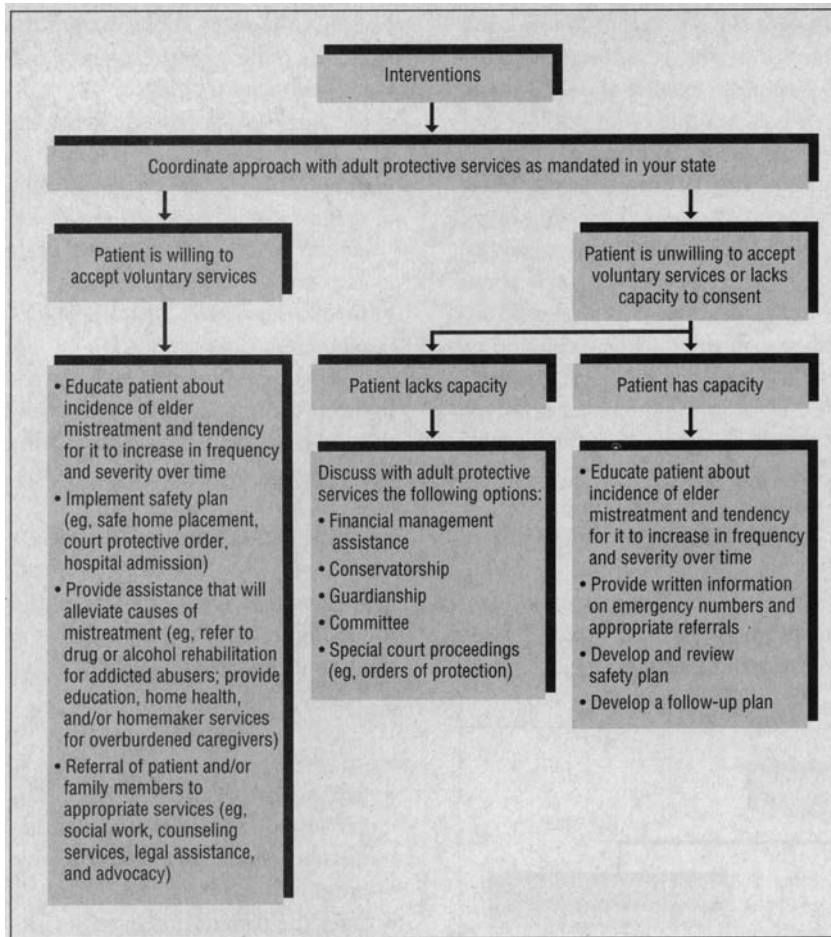 Interventions
Coordinate approach with adult protective services as mandated in your state
Patient is willing to
accept voluntary services
Patient is unwilling to accept
voluntary services or lacks
capacity to consent
• Educate patient about
incidence of elder
mistreatment and tendency
for it to increase in frequency
and severity over time
• Implement safety plan
(eg, safe home placement,
court protective order,
hospital admission)
• Provide assistance that will
alleviate causes of
mistreatment (eg, refer to
drug or alcohol rehabilitation
for addicted abusers; provide
education, home health,
and/or homemaker services
for overburdened caregivers)
• Referral of patient and/or
family members to
appropriate services (eg,
social work, counseling
services, legal assistance,
and advocacy)
Patient lacks capacity
Discuss with adult protective
services the following options:
• Financial management
assistance
• Conservatorship
• Guardianship
• Committee
• Special court proceedings
(eg, orders of protection)
Patient has capacity
• Educate patient about
incidence of elder
mistreatment and tendency
for it to increase in frequency
and severity over time
• Provide written information
on emergency numbers and
appropriate referrals
• Develop and review
safety plan
• Develop a follow-up plan